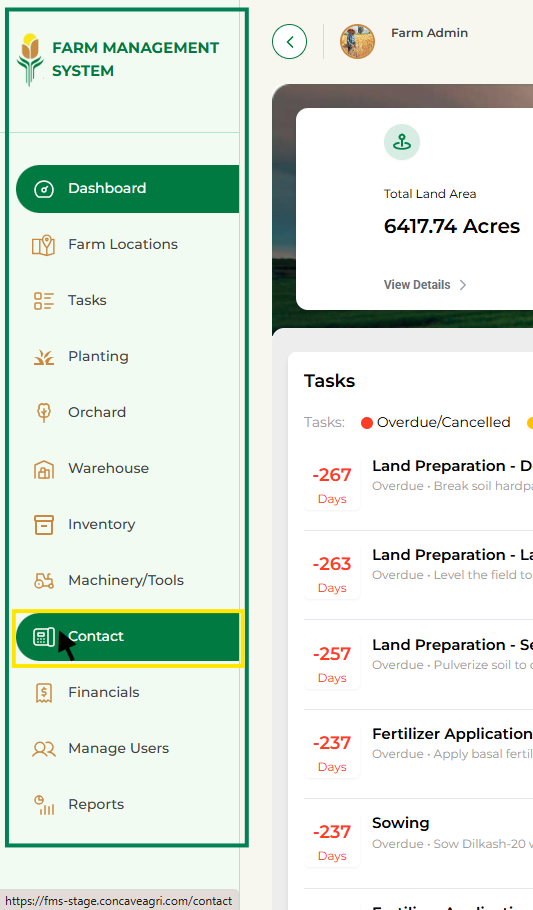 FARM MANAGEMENT
SYSTEM
Dashboard
Farm Locations
Tasks
Planting
Orchard
Warehouse
Inventory
Machinery/Tools
Contact
Financials
Manage Users
Reports
https://fms-stage.concaveagri.com/contact
Farm Admin
Total Land Area
6417.74 Acres
View Details
Tasks
Tasks: Overdue/Cancelled
-267
Days
Land Preparation - D
Overdue • Break soil hardpa
-263
Days
Land Preparation - La
Overdue • Level the field to
-257
Days
Land Preparation - Se
Overdue • Pulverize soil to
-237
Days
Fertilizer Application
Overdue • Apply basal fertil
-237
Days
Sowing
Overdue • Sow Dilkash-20 w